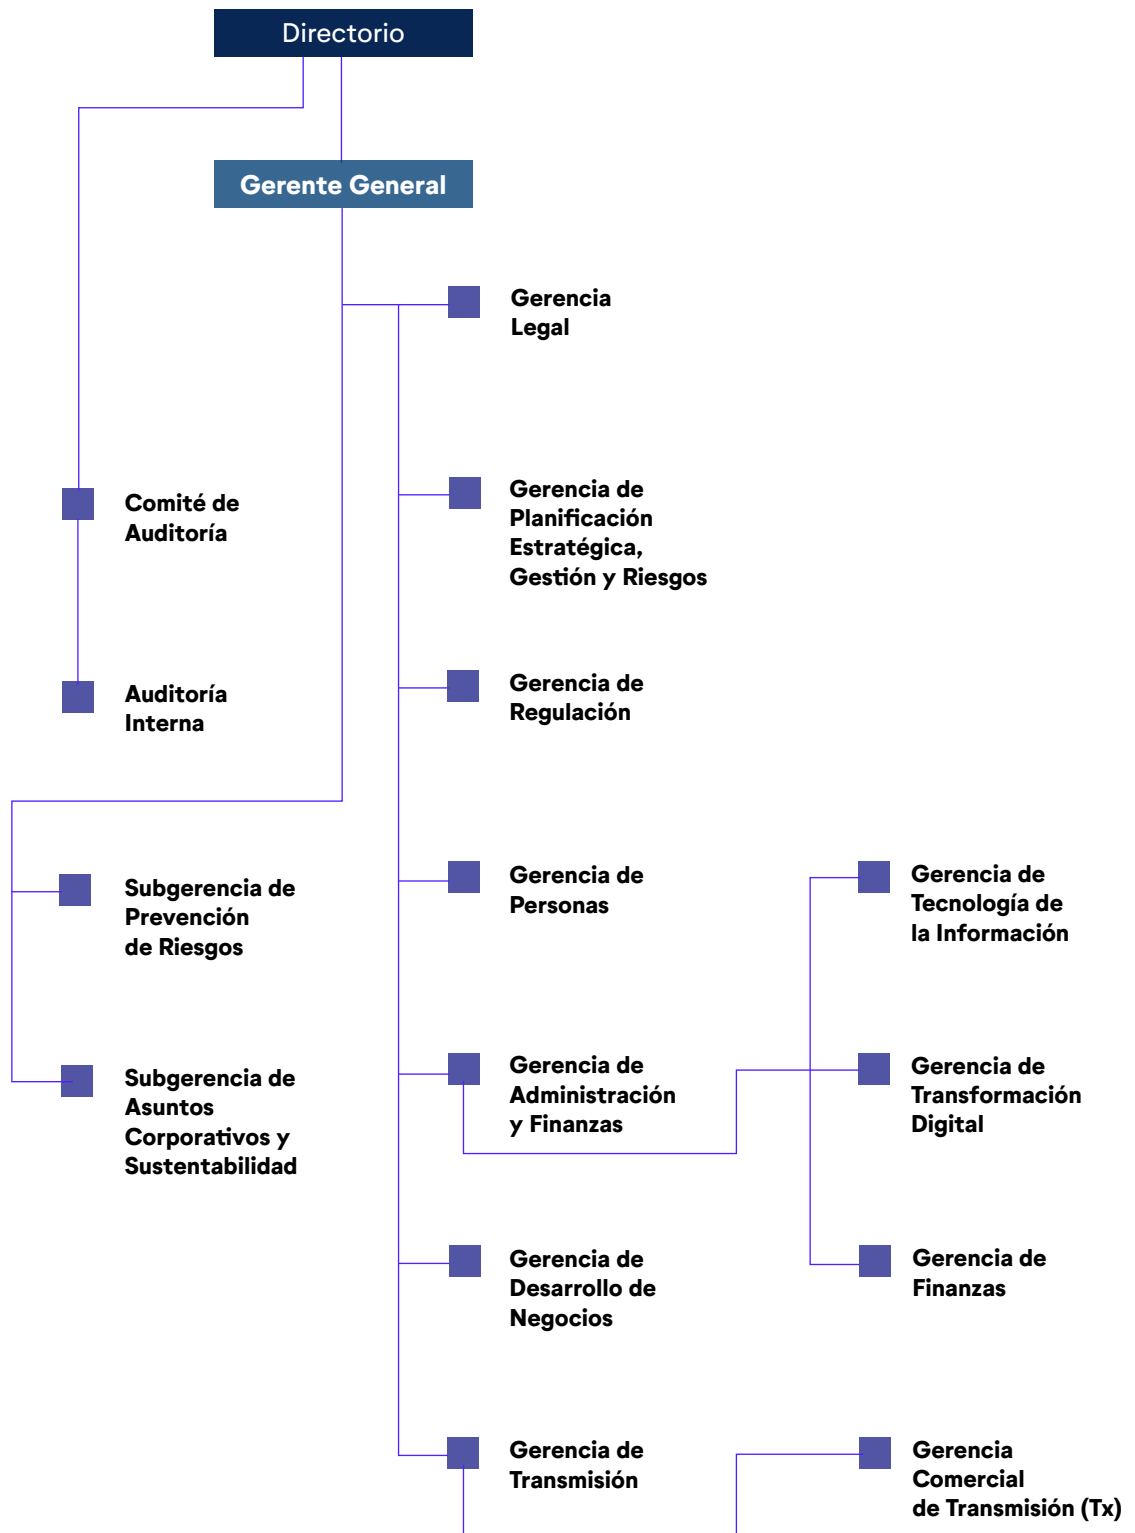 Directorio
Gerente General
Gerencia
Legal
Comité de
Auditoría
Gerencia de
Planificación
Estratégica,
Gestión y Riesgos
Auditoría
Interna
Gerencia de
Regulación
Subgerencia de
Prevención
de Riesgos
Gerencia de
Personas
Gerencia de
Tecnología de
la Información
Subgerencia de
Asuntos
Corporativos y
Sustentabilidad
Gerencia de
Administración
y Finanzas
Gerencia de
Transformación
Digital
Gerencia de
Desarrollo de
Negocios
Gerencia de
Finanzas
Gerencia de
Transmisión
Gerencia
Comercial
de Transmisión (Tx)